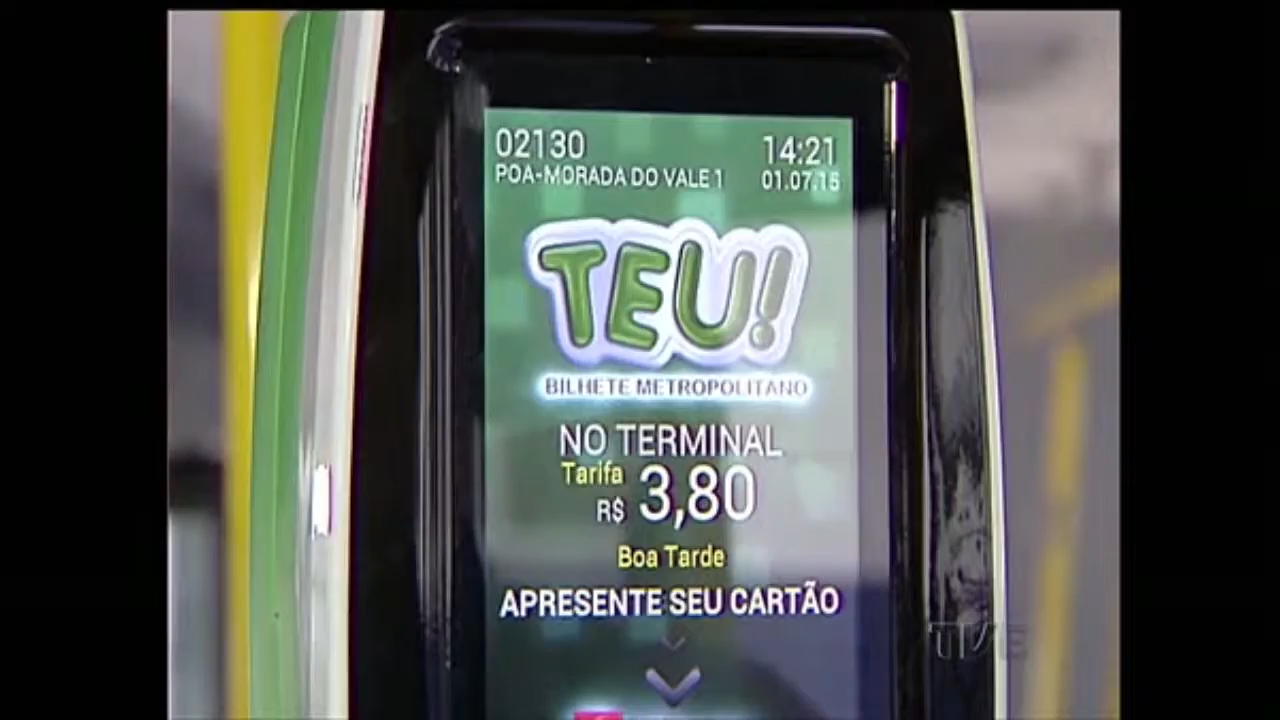 02130
14:21
POA-MORADA DO VALE 1
01.07.15
TEU!
BILHETE METROPOLITANO
NO TERMINAL
Tarifa
R$ 3,80
Boa Tarde
APRESENTE SEU CARTÃO
TVE